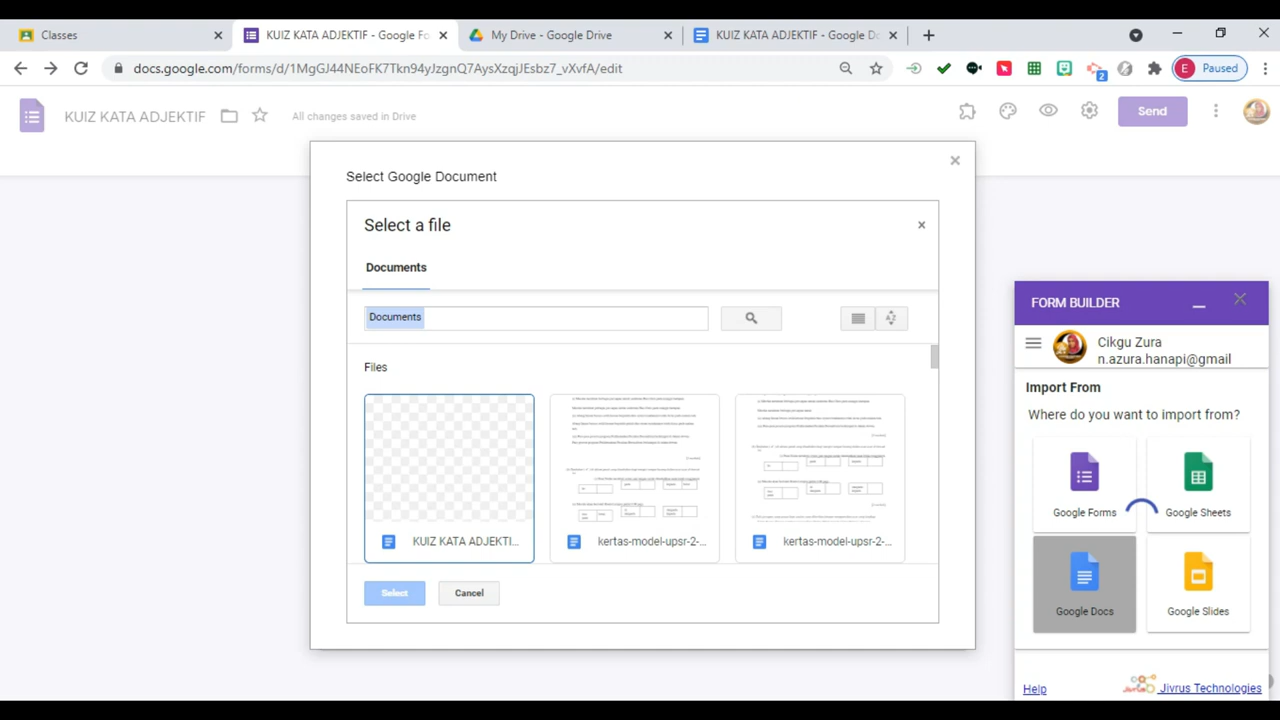 Classes
KUIZ KATA ADJEKTIF - Google Fo
My Drive - Google Drive
KUIZ KATA ADJEKTIF - Google Do
docs.google.com/forms/d/1MgGJ44NEoFK7Tkn94yJzgnQ7AysXzqjJEsbz7_vXvfA/edit
2
E Paused
KUIZ KATA ADJEKTIF
All changes saved in Drive
Send
Select Google Document
Select a file
Documents
Documents
Files
KUIZ KATA ADJEKTI...
kertas-model-upsr-2-...
kertas-model-upsr-2-...
Select
Cancel
FORM BUILDER
Cikgu Zura
n.azura.hanapi@gmail
Import From
Where do you want to import from?
Google Forms
Google Sheets
Google Docs
Google Slides
Help
Jivrus Technologies